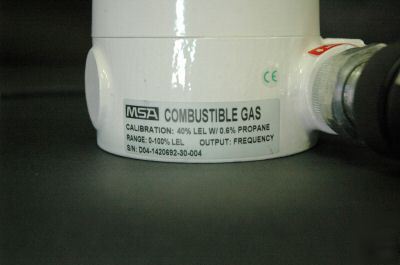 MSA COMBUSTIBLE GAS
CALIBRATION: 40% LEL W/ 0.6% PROPANE
RANGE: 0-100% LEL OUTPUT: FREQUENCY
S/N: D04-1420692-30-004
CE